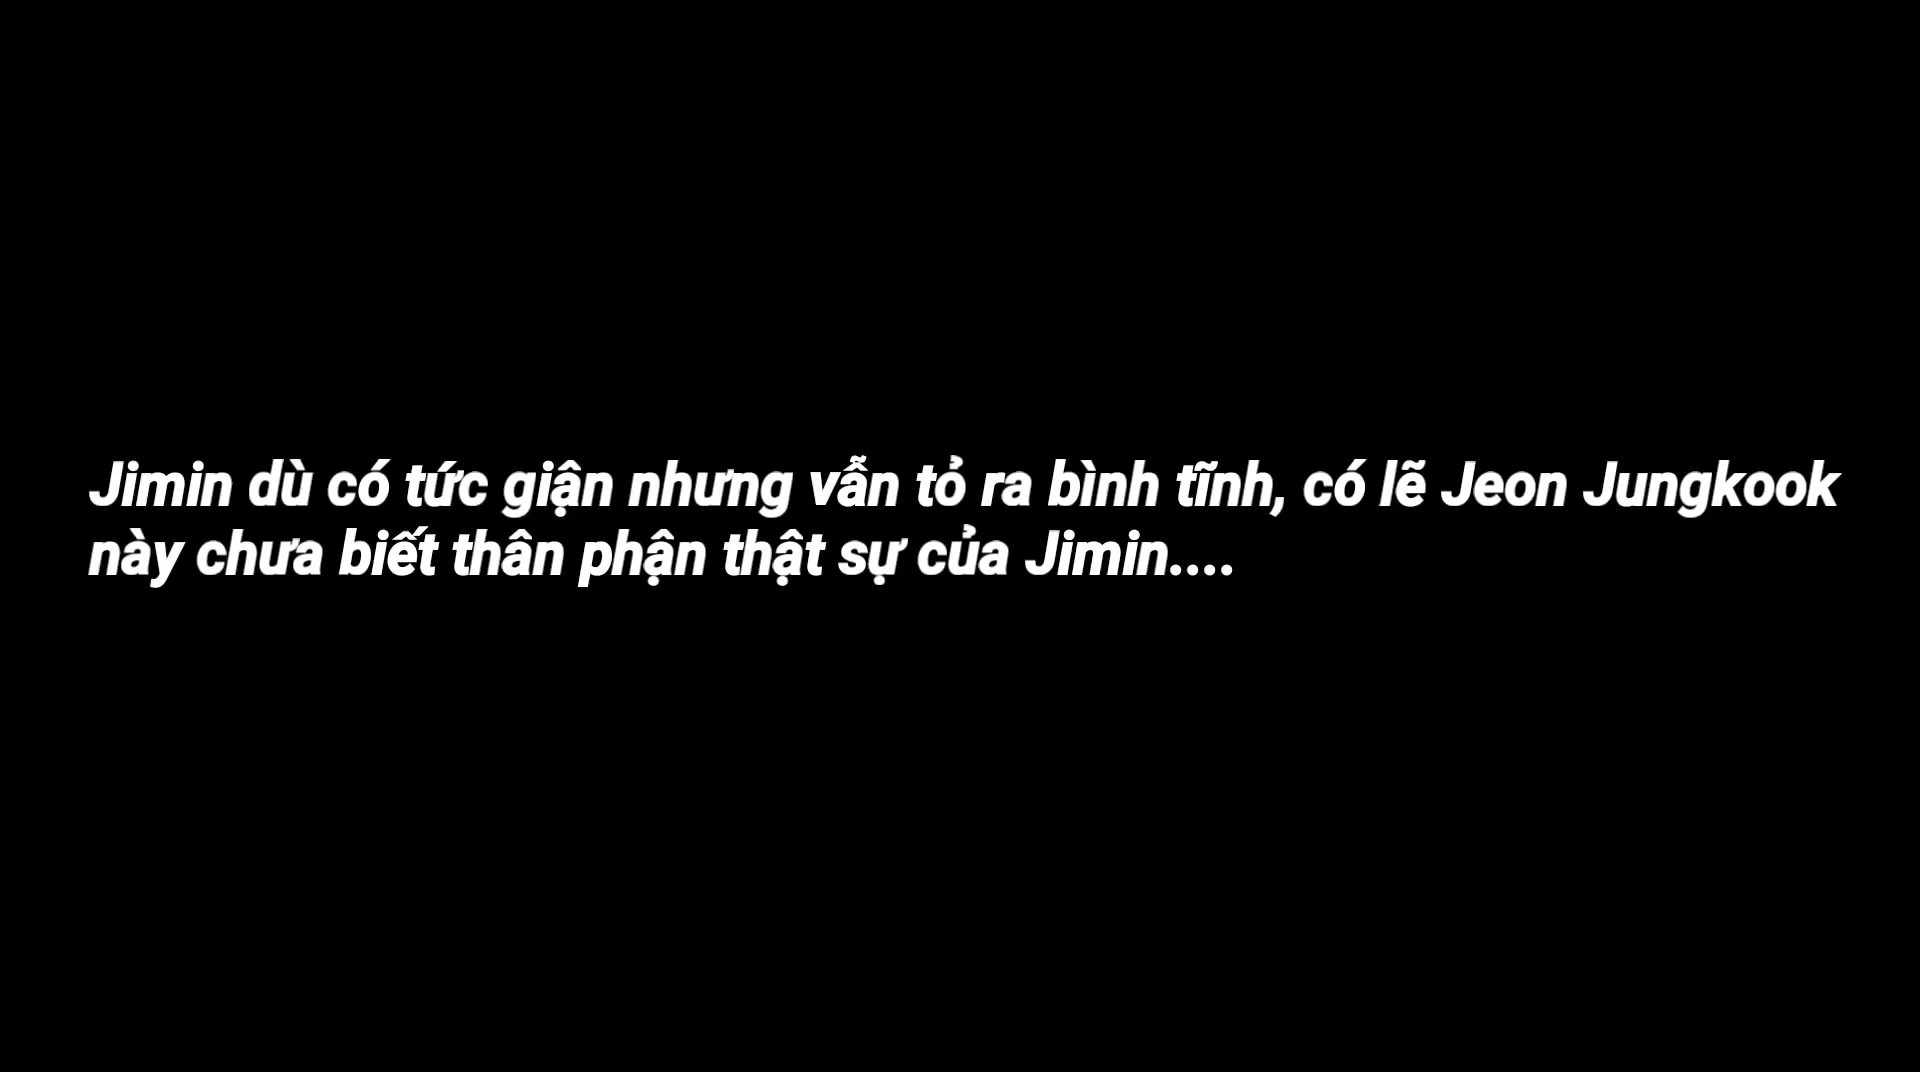 Jimin dù có tức giận nhưng vẫn tỏ ra bình tĩnh, có lẽ Jeon Jungkook
này chưa biết thân phận thật sự của Jimin....